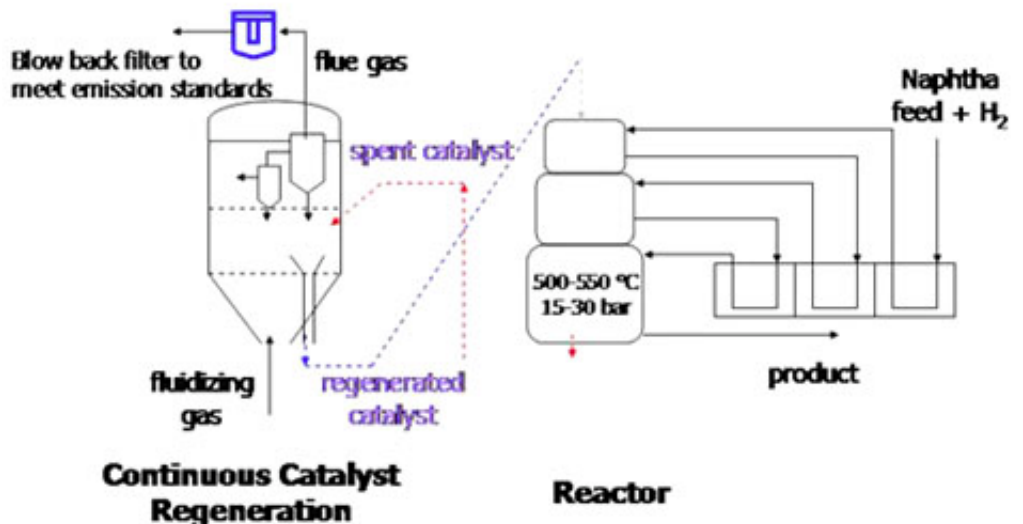 Blow back filter to
meet emission standards
flue gas
spent catalyst
Naphtha
feed + H₂
500-550 ºC
15-30 bar
fluidizing
gas
regenerated
catalyst
product
Continuous Catalyst
Regeneration
Reactor